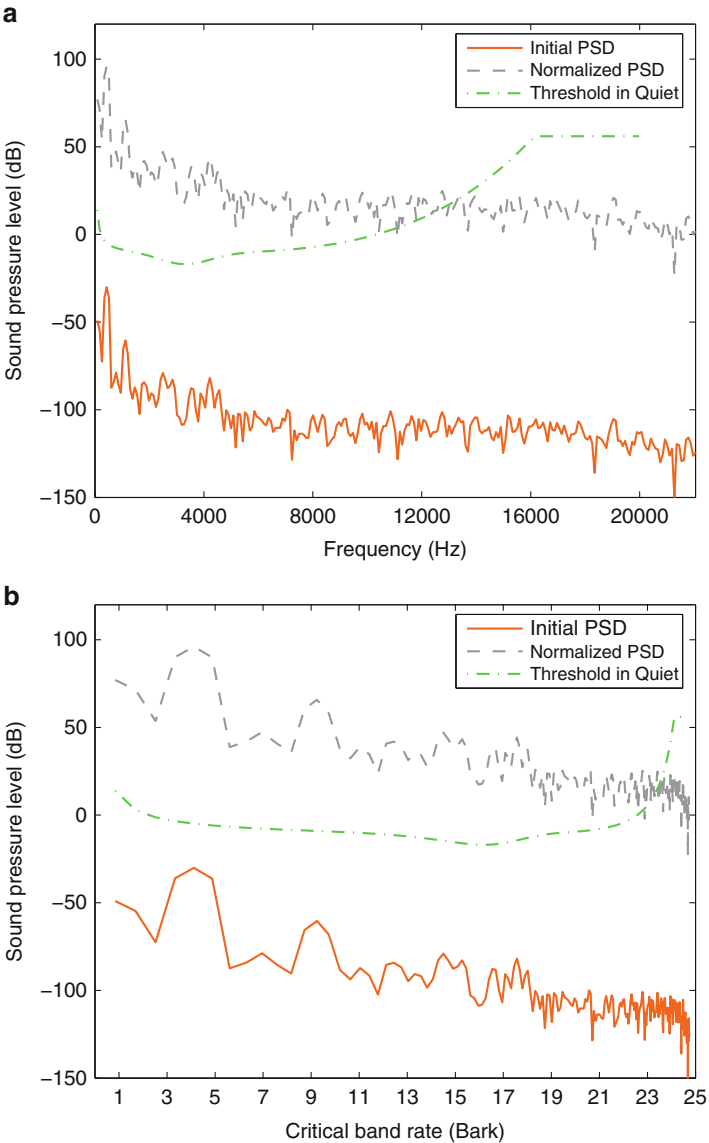 a
Initial PSD
Normalized PSD
Threshold in Quiet
100
50
0
−50
−100
−150
Sound pressure level (dB)
0 4000 8000 12000 16000 20000
Frequency (Hz)
b
Initial PSD
Normalized PSD
Threshold in Quiet
100
50
0
−50
−100
−150
Sound pressure level (dB)
1 3 5 7 9 11 13 15 17 19 21 23 25
Critical band rate (Bark)